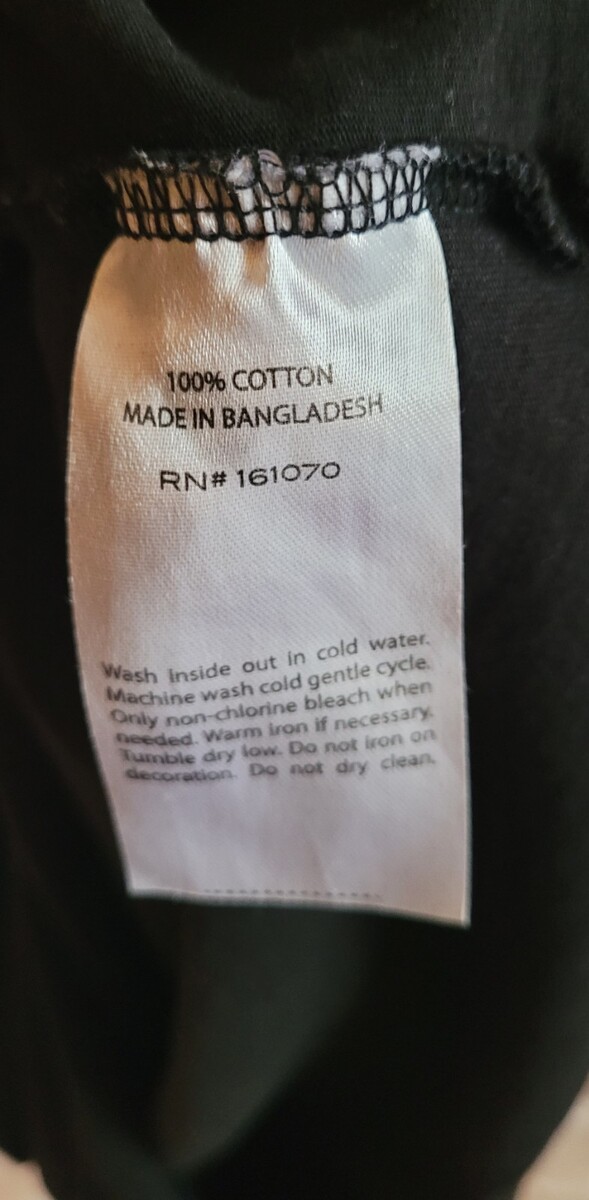 100% COTTON
MADE IN BANGLADESH
RN# 161070
Wash inside out in cold water.
Machine wash cold gentle cycle.
Only non-chlorine bleach when
needed. Warm iron if necessary.
Tumble dry low. Do not iron on
decoration. Do not dry clean.